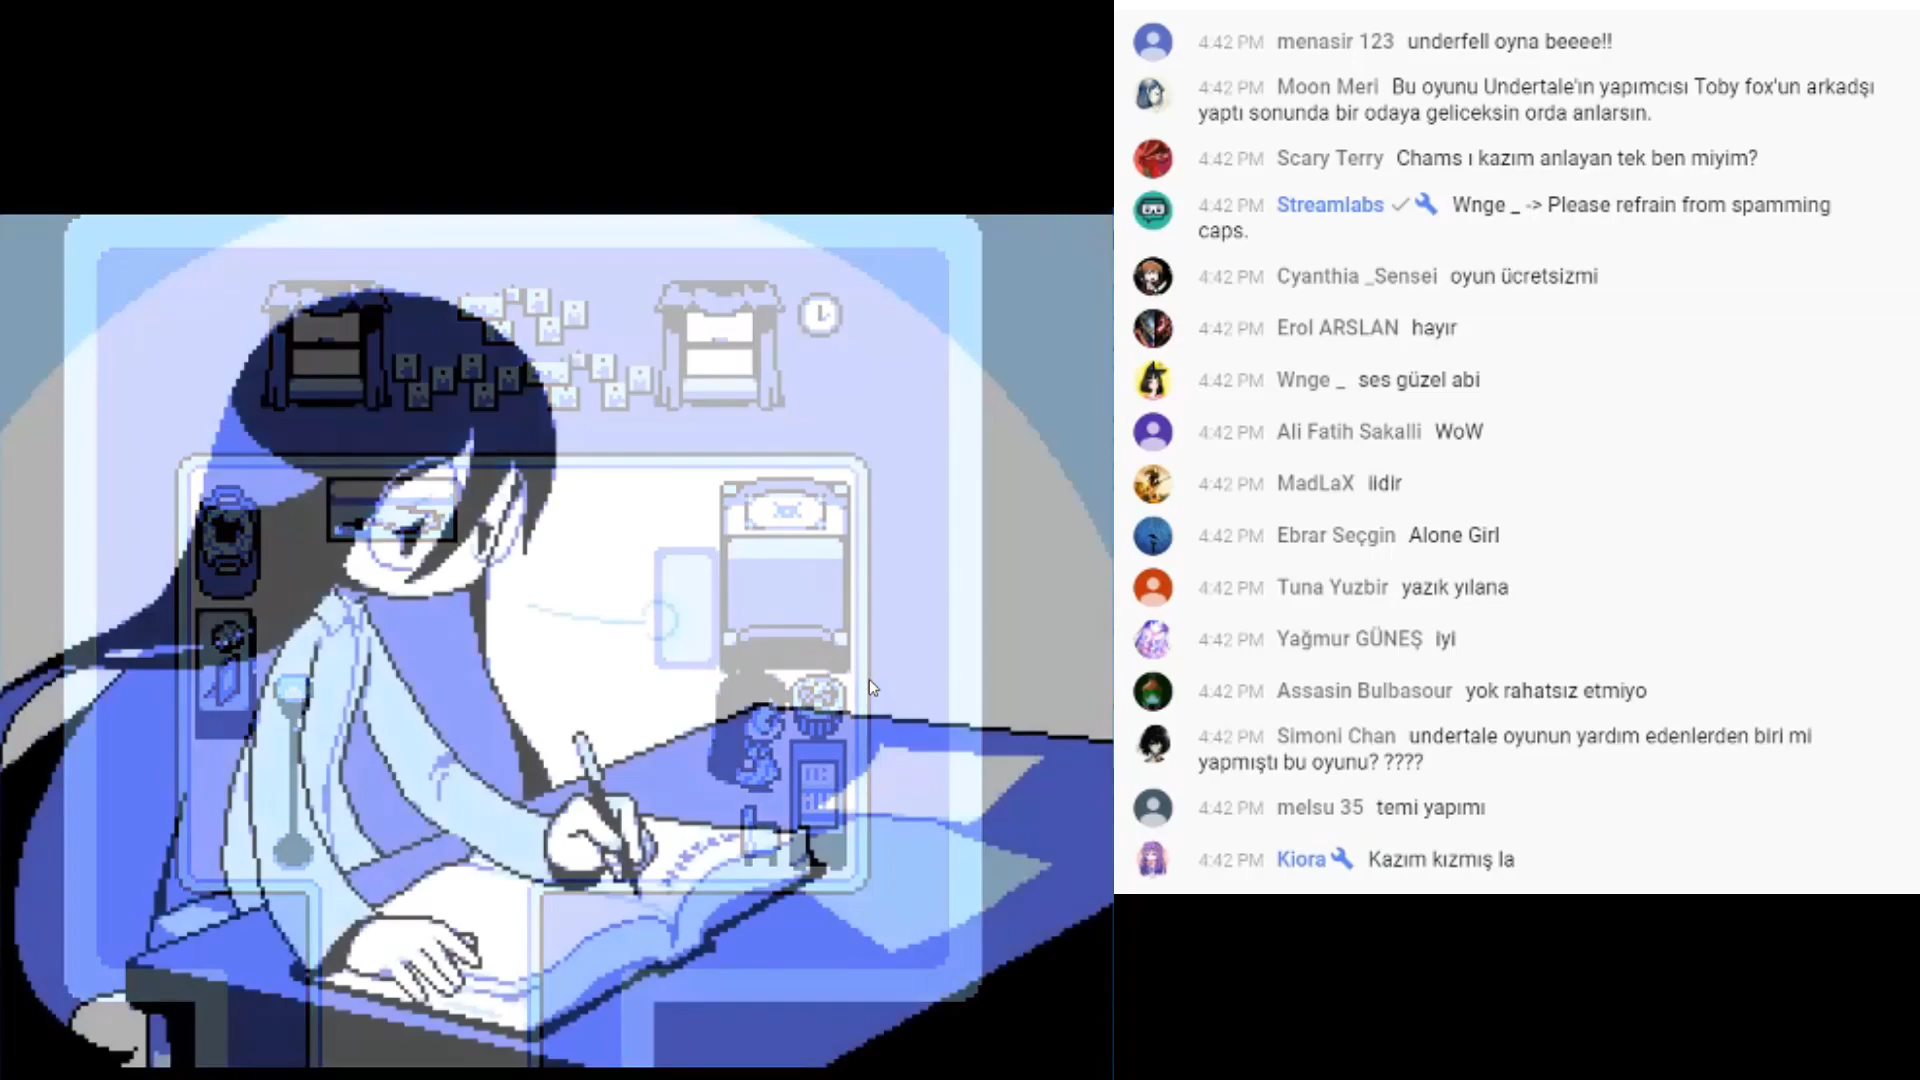 4:42 PM menasir 123 underfell oyna beeee!!
4:42 PM Moon Meri Bu oyunu Undertale'ın yapımcısı Toby fox'un arkadşı
yaptı sonunda bir odaya geliceksin orda anlarsın.
4:42 PM Scary Terry Chams ı kazım anlayan tek ben miyim?
4:42 PM Streamlabs Wnge _ -> Please refrain from spamming
caps.
4:42 PM Cyanthia _Sensei oyun ücretsizmi
4:42 PM Erol ARSLAN hayır
4:42 PM Wnge _ ses güzel abi
4:42 PM Ali Fatih Sakalli WoW
4:42 PM MadLaX iidir
4:42 PM Ebrar Seçgin Alone Girl
4:42 PM Tuna Yuzbir yazık yılana
4:42 PM Yağmur GÜNEŞ iyi
4:42 PM Assasin Bulbasour yok rahatsız etmiyo
4:42 PM Simoni Chan undertale oyunun yardım edenlerden biri mi
yapmıştı bu oyunu? ????
4:42 PM melsu 35 temi yapımı
4:42 PM Kiora Kazım kızmış la